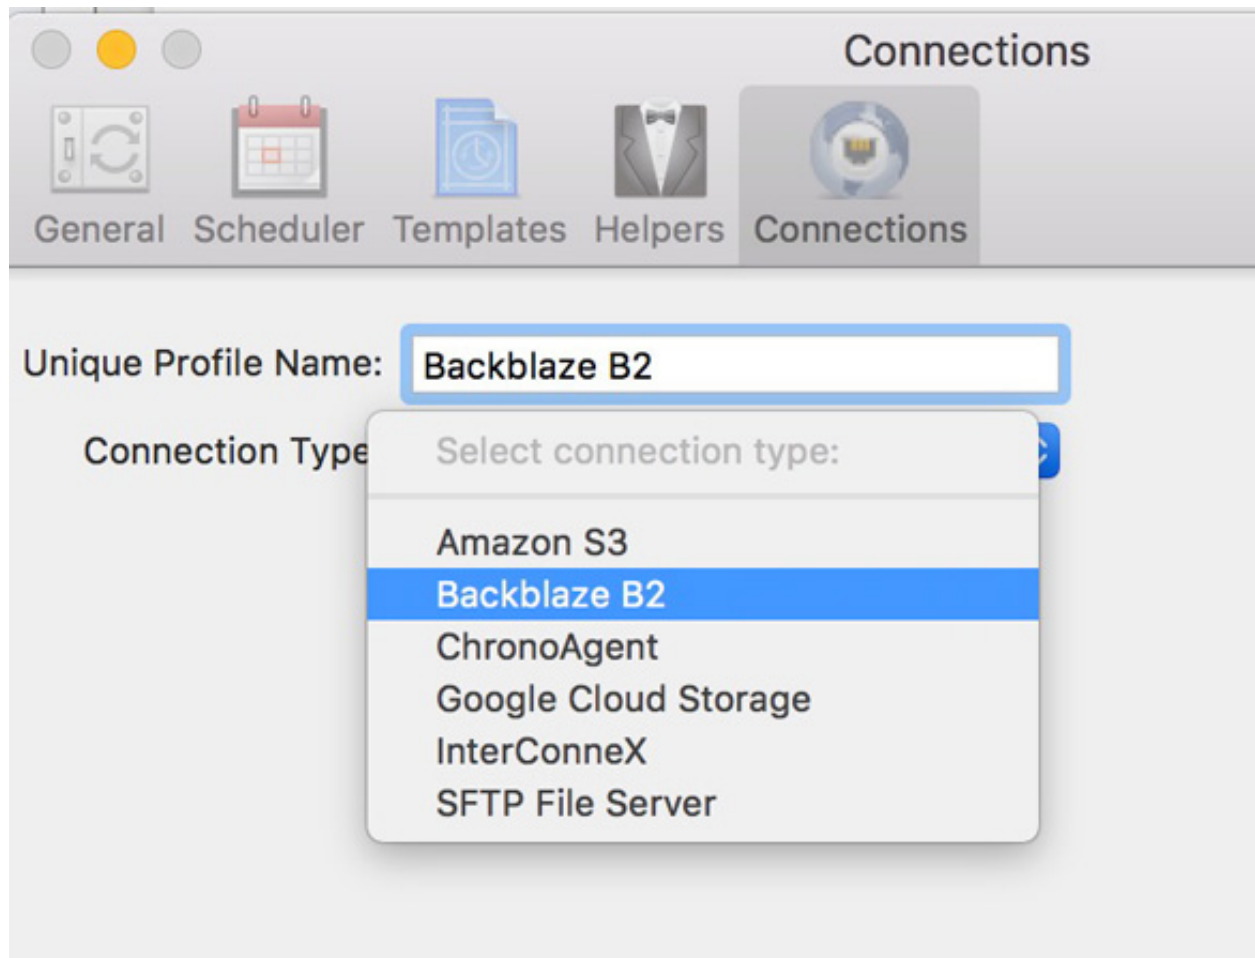 Connections
General Scheduler Templates Helpers Connections
Unique Profile Name: Backblaze B2
Connection Type Select connection type:
Amazon S3
Backblaze B2
ChronoAgent
Google Cloud Storage
InterConneX
SFTP File Server